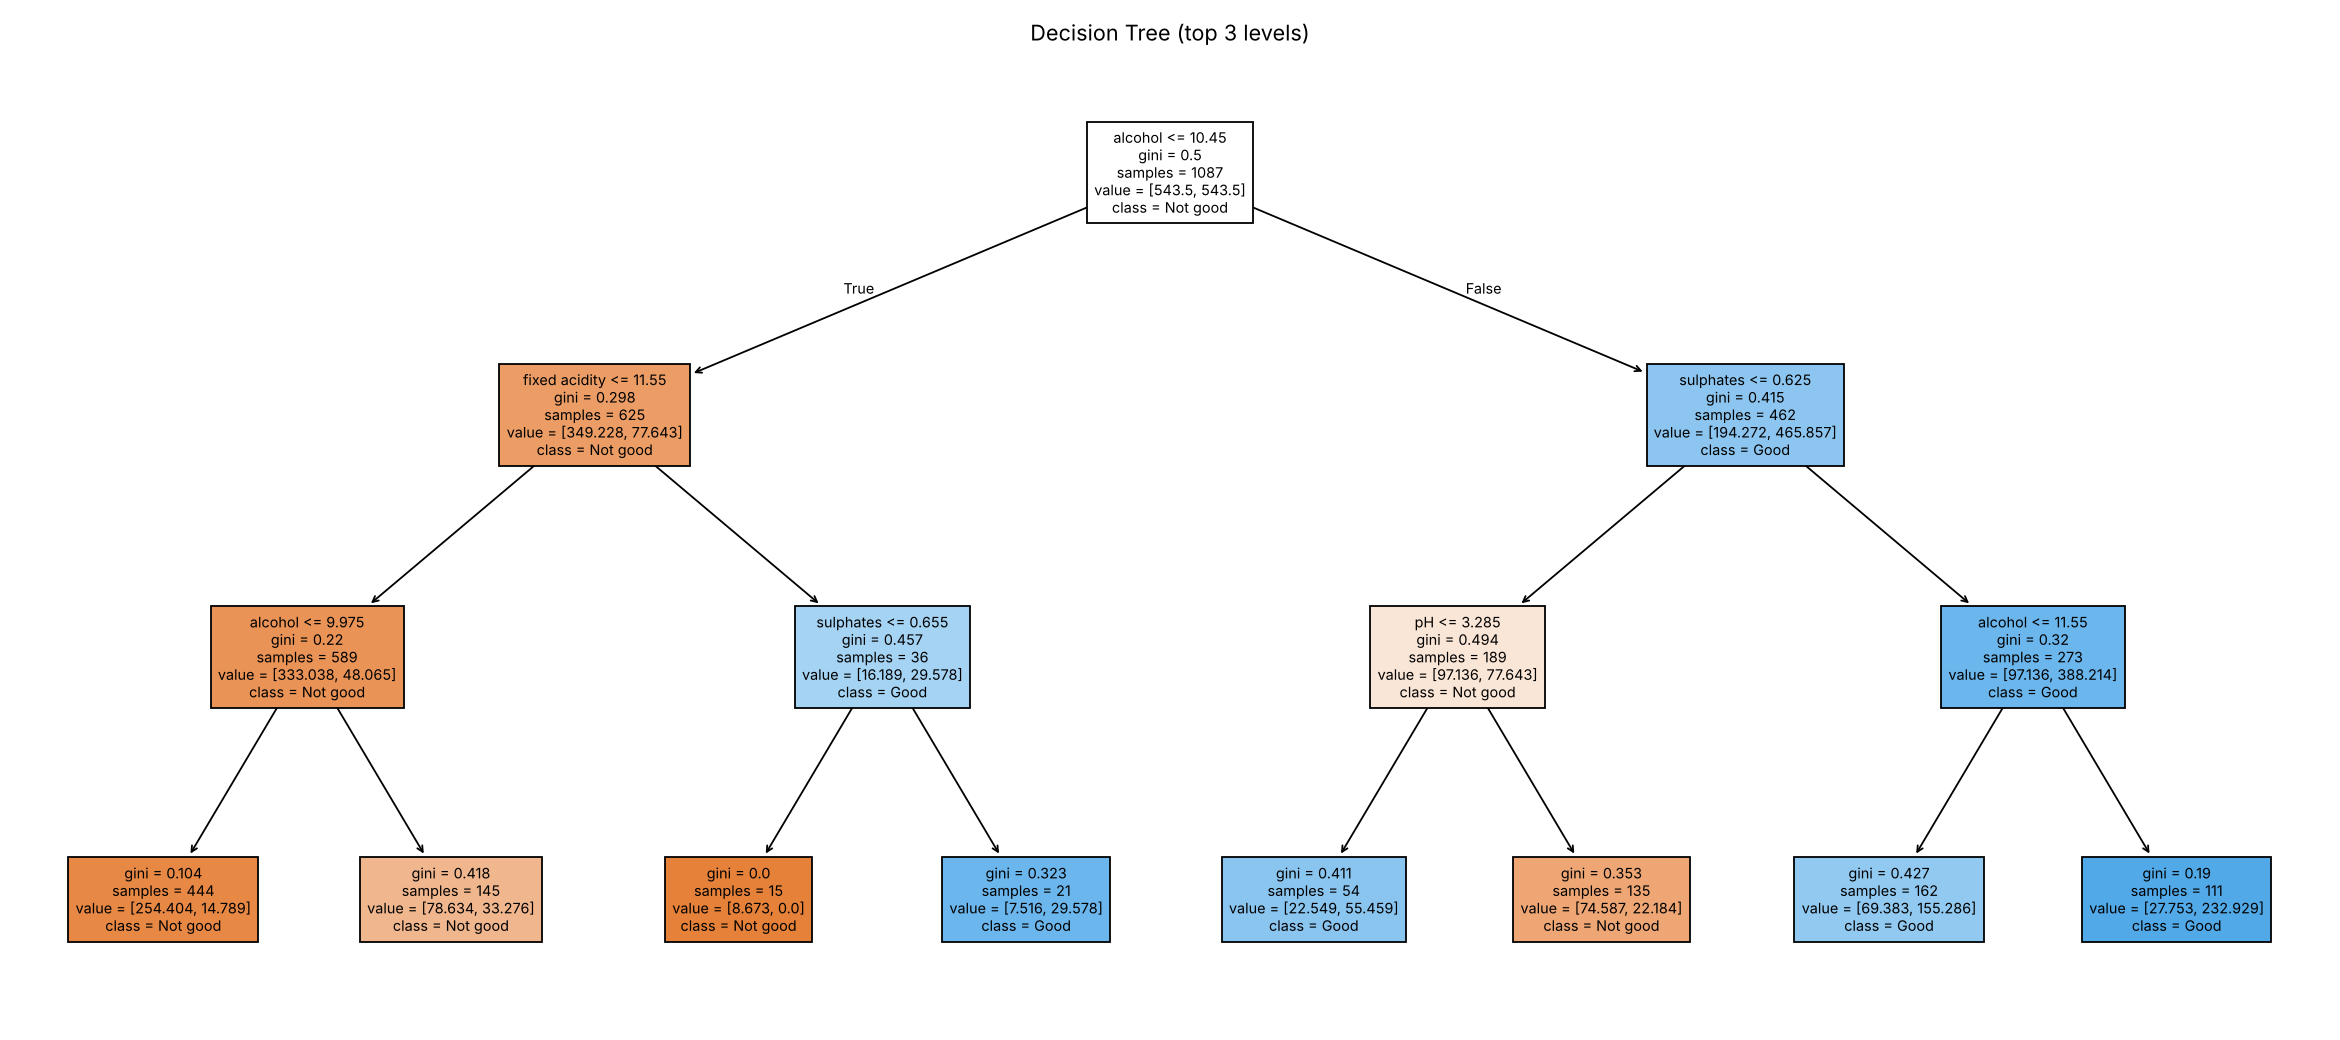 Decision Tree (top 3 levels)
alcohol <= 10.45
gini = 0.5
samples = 1087
value = [543.5, 543.5]
class = Not good
True
False
fixed acidity <= 11.55
gini = 0.298
samples = 625
value = [349.228, 77.643]
class = Not good
sulphates <= 0.625
gini = 0.415
samples = 462
value = [194.272, 465.857]
class = Good
alcohol <= 9.975
gini = 0.22
samples = 589
value = [333.038, 48.065]
class = Not good
sulphates <= 0.655
gini = 0.457
samples = 36
value = [16.189, 29.578]
class = Good
pH <= 3.285
gini = 0.494
samples = 189
value = [97.136, 77.643]
class = Not good
alcohol <= 11.55
gini = 0.32
samples = 273
value = [97.136, 388.214]
class = Good
gini = 0.104
samples = 444
value = [254.404, 14.789]
class = Not good
gini = 0.418
samples = 145
value = [78.634, 33.276]
class = Not good
gini = 0.0
samples = 15
value = [8.673, 0.0]
class = Not good
gini = 0.323
samples = 21
value = [7.516, 29.578]
class = Good
gini = 0.411
samples = 54
value = [22.549, 55.459]
class = Good
gini = 0.353
samples = 135
value = [74.587, 22.184]
class = Not good
gini = 0.427
samples = 162
value = [69.383, 155.286]
class = Good
gini = 0.19
samples = 111
value = [27.753, 232.929]
class = Good